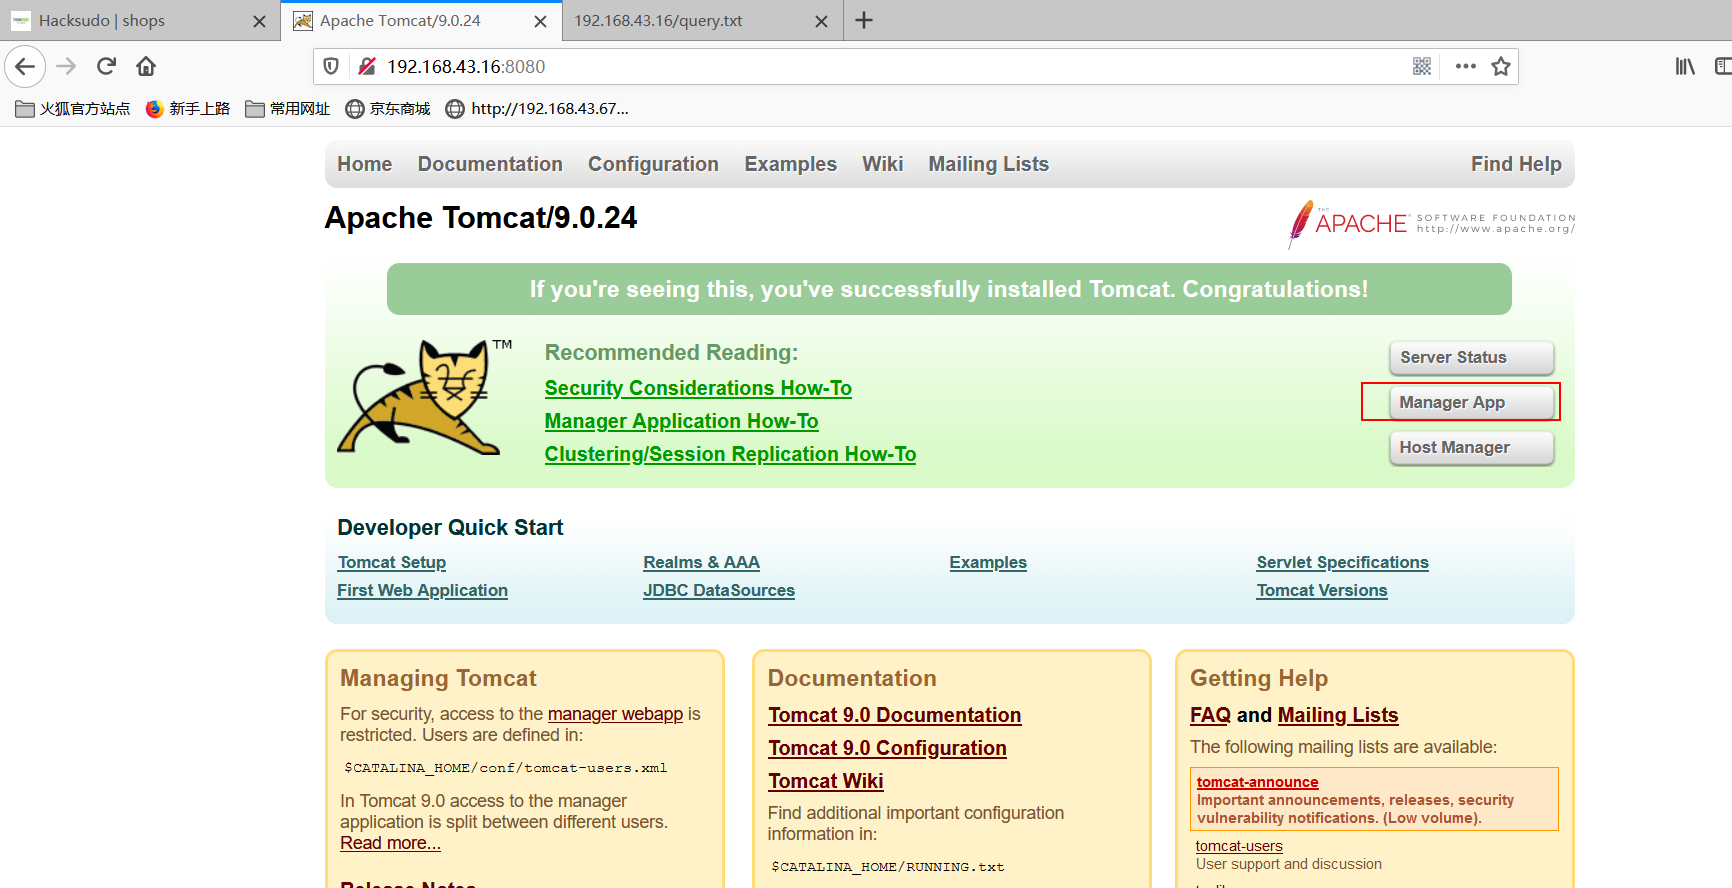 Hacksudo | shops
Apache Tomcat/9.0.24
192.168.43.16/query.txt
192.168.43.16:8080
火狐官方站点 新手上路 常用网址 京东商城 http://192.168.43.67...
Home Documentation Configuration Examples Wiki Mailing Lists Find Help
Apache Tomcat/9.0.24
THE APACHE® SOFTWARE FOUNDATION
http://www.apache.org/
If you're seeing this, you've successfully installed Tomcat. Congratulations!
TM
Recommended Reading:
Security Considerations How-To
Manager Application How-To
Clustering/Session Replication How-To
Server Status
Manager App
Host Manager
Developer Quick Start
Tomcat Setup
First Web Application
Realms & AAA
JDBC DataSources
Examples
Servlet Specifications
Tomcat Versions
Managing Tomcat
For security, access to the manager webapp is
restricted. Users are defined in:
$CATALINA_HOME/conf/tomcat-users.xml
In Tomcat 9.0 access to the manager
application is split between different users.
Read more...
Release Notes
Documentation
Tomcat 9.0 Documentation
Tomcat 9.0 Configuration
Tomcat Wiki
Find additional important configuration
information in:
$CATALINA_HOME/RUNNING.txt
Getting Help
FAQ and Mailing Lists
The following mailing lists are available:
tomcat-announce
Important announcements, releases, security
vulnerability notifications. (Low volume).
tomcat-users
User support and discussion